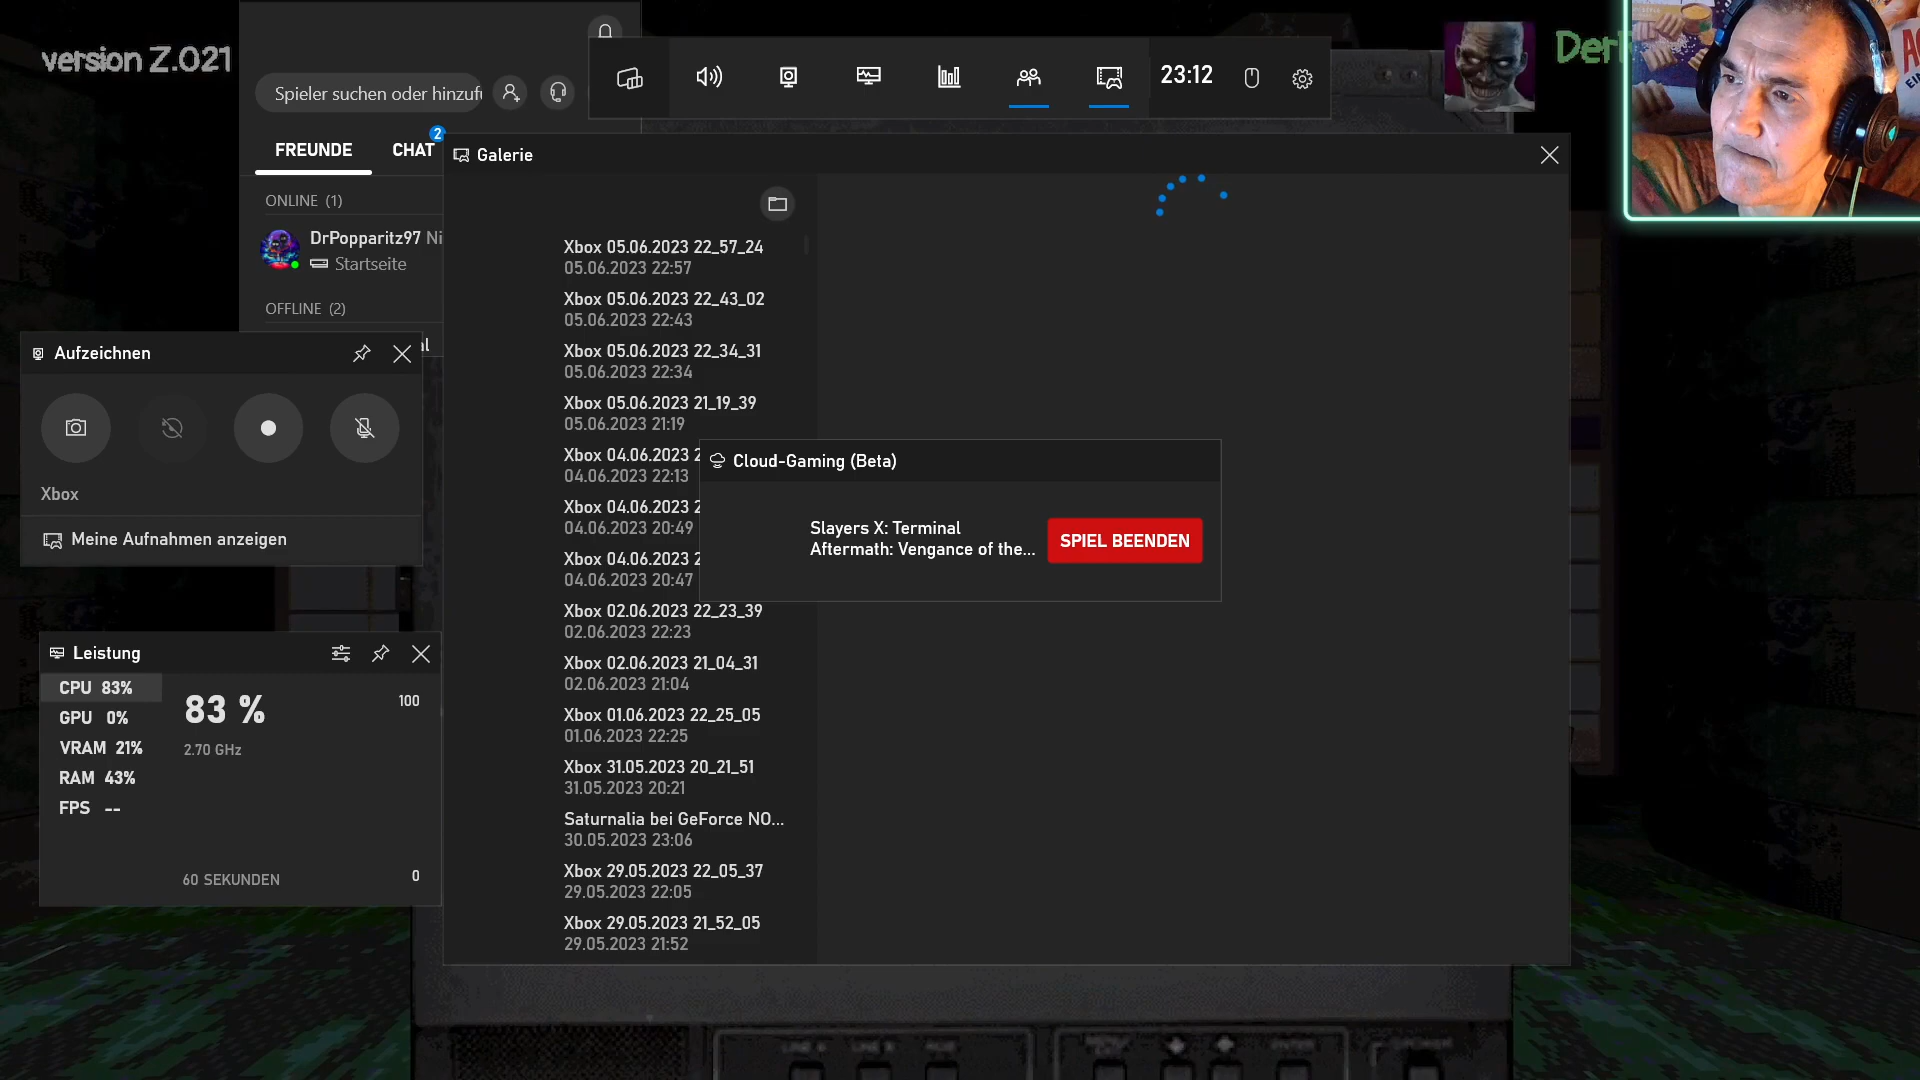 version Z.021
Spieler suchen oder hinzufü
23:12
FREUNDE
CHAT
2
Galerie
ONLINE (1)
DrPopparitz97 Ni
Startseite
OFFLINE (2)
Aufzeichnen
Xbox
Meine Aufnahmen anzeigen
Leistung
CPU 83%
GPU 0%
VRAM 21%
RAM 43%
FPS --
83 %
2.70 GHz
100
60 SEKUNDEN
0
Xbox 05.06.2023 22_57_24
05.06.2023 22:57
Xbox 05.06.2023 22_43_02
05.06.2023 22:43
Xbox 05.06.2023 22_34_31
05.06.2023 22:34
Xbox 05.06.2023 21_19_39
05.06.2023 21:19
Xbox 04.06.2023 2
04.06.2023 22:13
Xbox 04.06.2023 2
04.06.2023 20:49
Xbox 04.06.2023 2
04.06.2023 20:47
Xbox 02.06.2023 22_23_39
02.06.2023 22:23
Xbox 02.06.2023 21_04_31
02.06.2023 21:04
Xbox 01.06.2023 22_25_05
01.06.2023 22:25
Xbox 31.05.2023 20_21_51
31.05.2023 20:21
Saturnalia bei GeForce NO...
30.05.2023 23:06
Xbox 29.05.2023 22_05_37
29.05.2023 22:05
Xbox 29.05.2023 21_52_05
29.05.2023 21:52
Cloud-Gaming (Beta)
Slayers X: Terminal
Aftermath: Vengance of the...
SPIEL BEENDEN